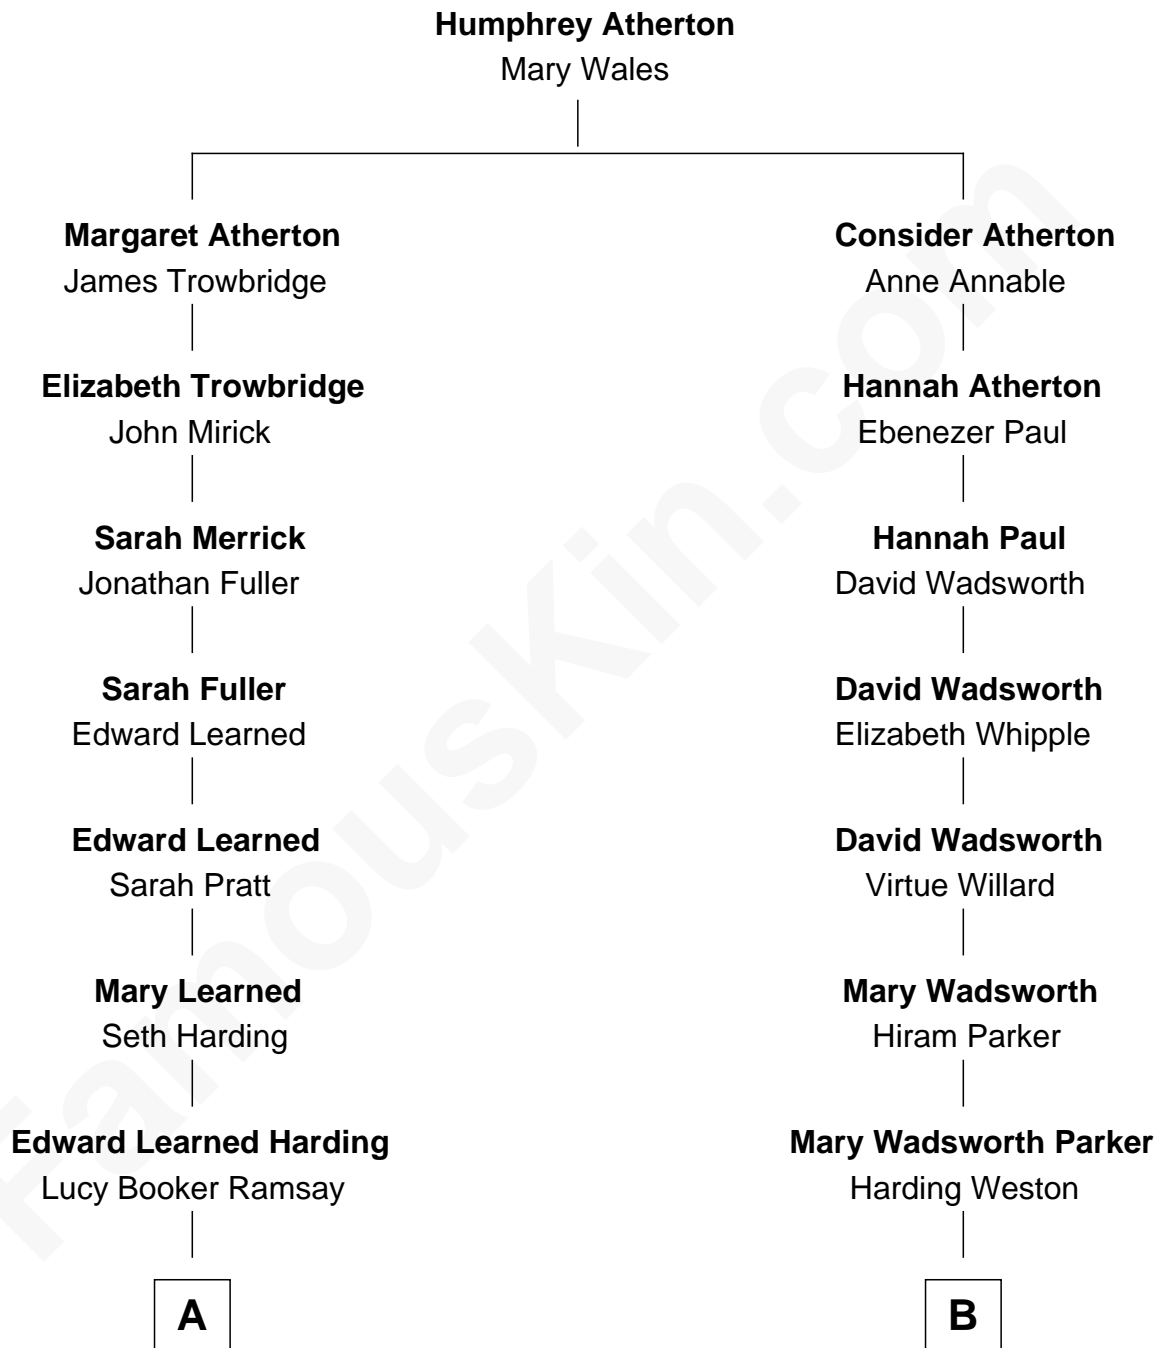 Humphrey Atherton
Mary Wales
Margaret Atherton
James Trowbridge
Consider Atherton
Anne Annable
Elizabeth Trowbridge
John Mirick
Hannah Atherton
Ebenezer Paul
Sarah Merrick
Jonathan Fuller
Hannah Paul
David Wadsworth
Sarah Fuller
Edward Learned
David Wadsworth
Elizabeth Whipple
Edward Learned
Sarah Pratt
David Wadsworth
Virtue Willard
Mary Learned
Seth Harding
Mary Wadsworth
Hiram Parker
Edward Learned Harding
Lucy Booker Ramsay
Mary Wadsworth Parker
Harding Weston
A
B
FamousKin.com